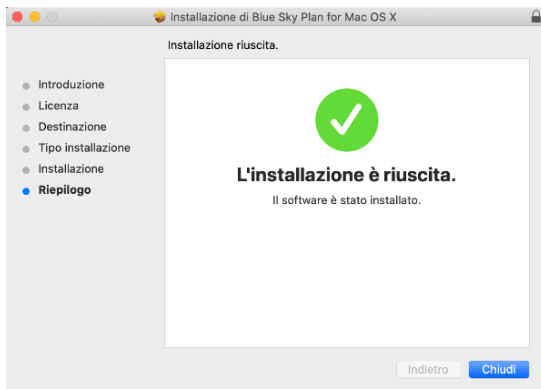 Installazione di Blue Sky Plan for Mac OS X
Installazione riuscita.
Introduzione
Licenza
Destinazione
Tipo installazione
Installazione
Riepilogo
L'installazione è riuscita.
Il software è stato installato.
Indietro
Chiudi